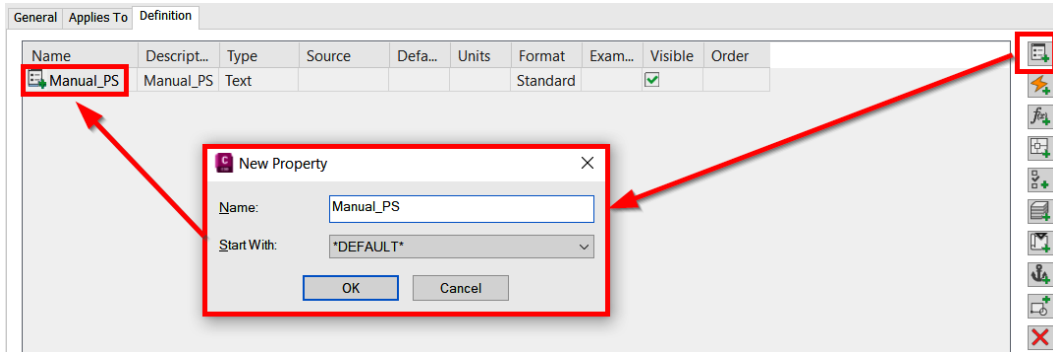 General Applies To Definition
Name Descript... Type Source Defa... Units Format Exam... Visible Order
Manual_PS Manual_PS Text Standard
New Property
Name: Manual_PS
Start With: *DEFAULT*
OK Cancel